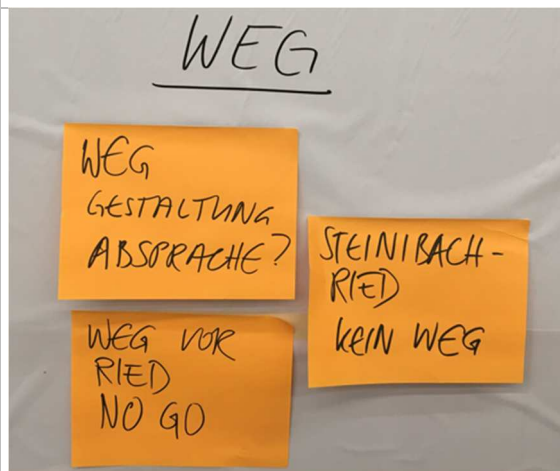 WEG
WEG
GESTALTUNG
ABSPRACHE?
STEINIBACH-
RIED
KEIN WEG
WEG VOR
RIED
NO GO